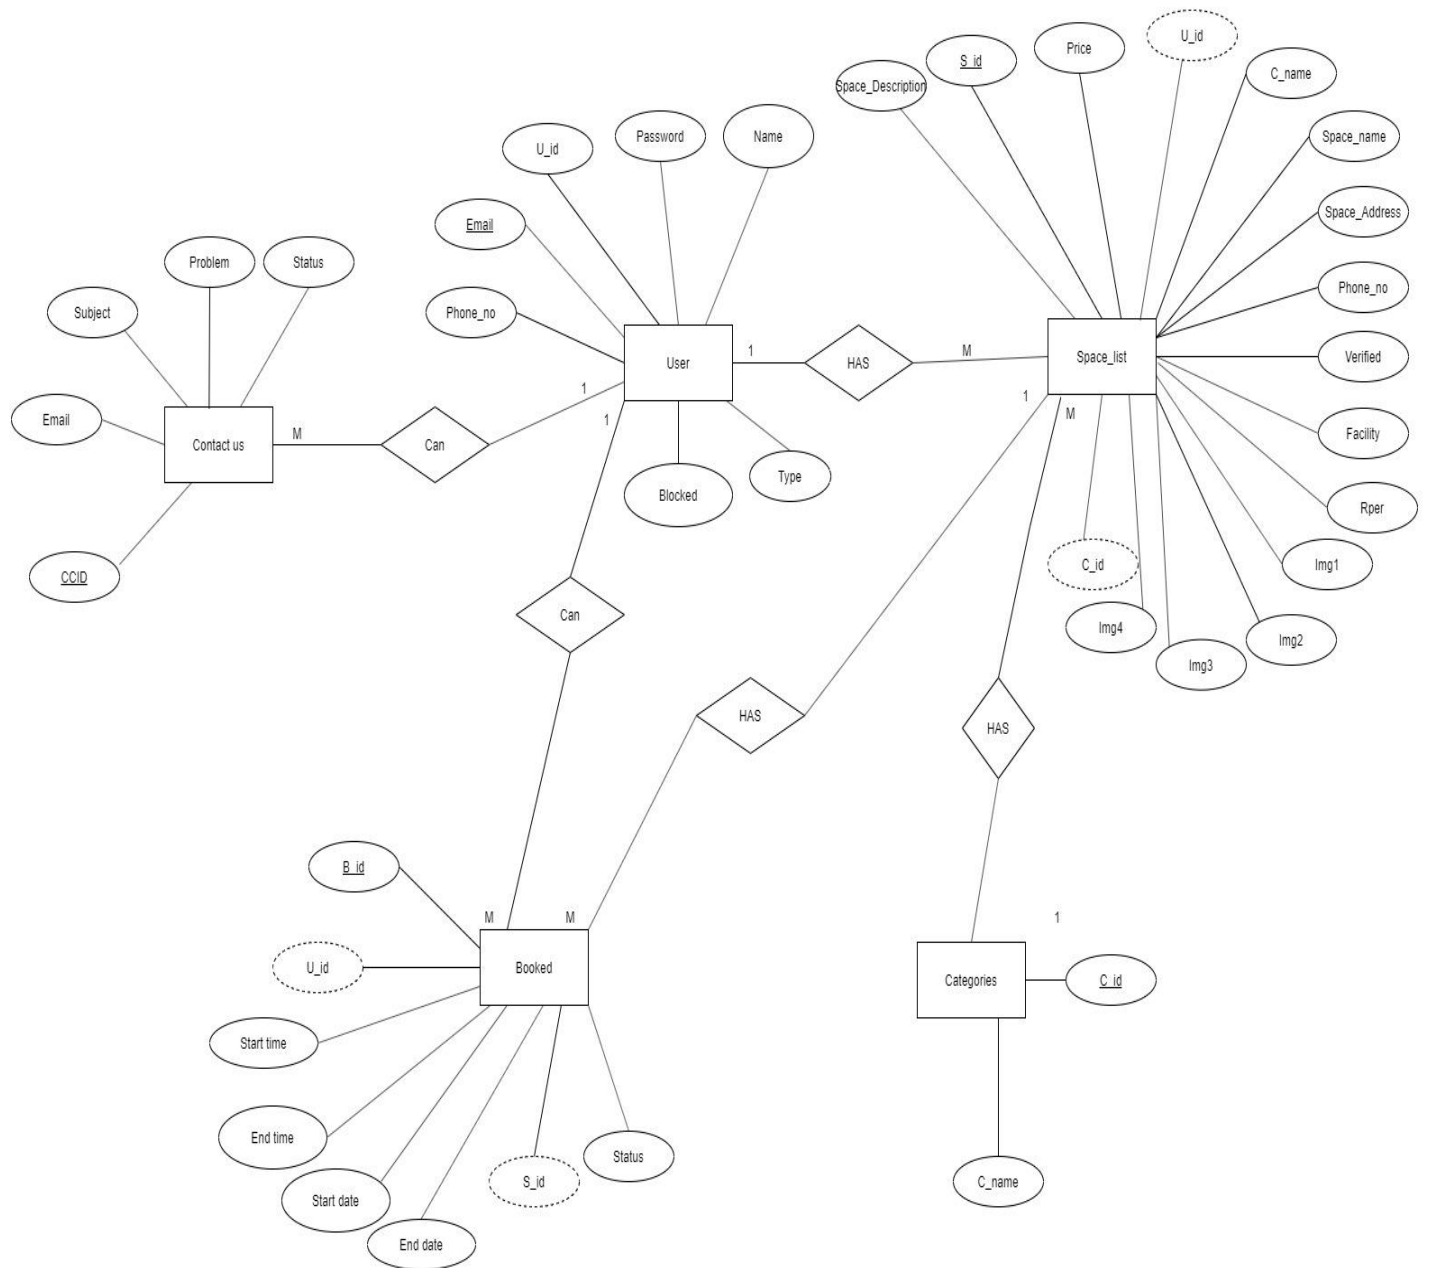 U_id
Price
S_id
C_name
Space_Description
Password
Name
Space_name
U_id
Space_Address
Email
Problem
Status
Phone_no
Subject
Phone_no
1
M
Verified
User
HAS
Space_list
1
1
Email
1
M
Facility
M
Can
Contact us
Type
Blocked
Rper
C_id
Img1
CCID
Can
Img4
Img2
Img3
HAS
HAS
B_id
M
M
1
U_id
Booked
Categories
C_id
Start time
End time
Status
S_id
C_name
Start date
End date